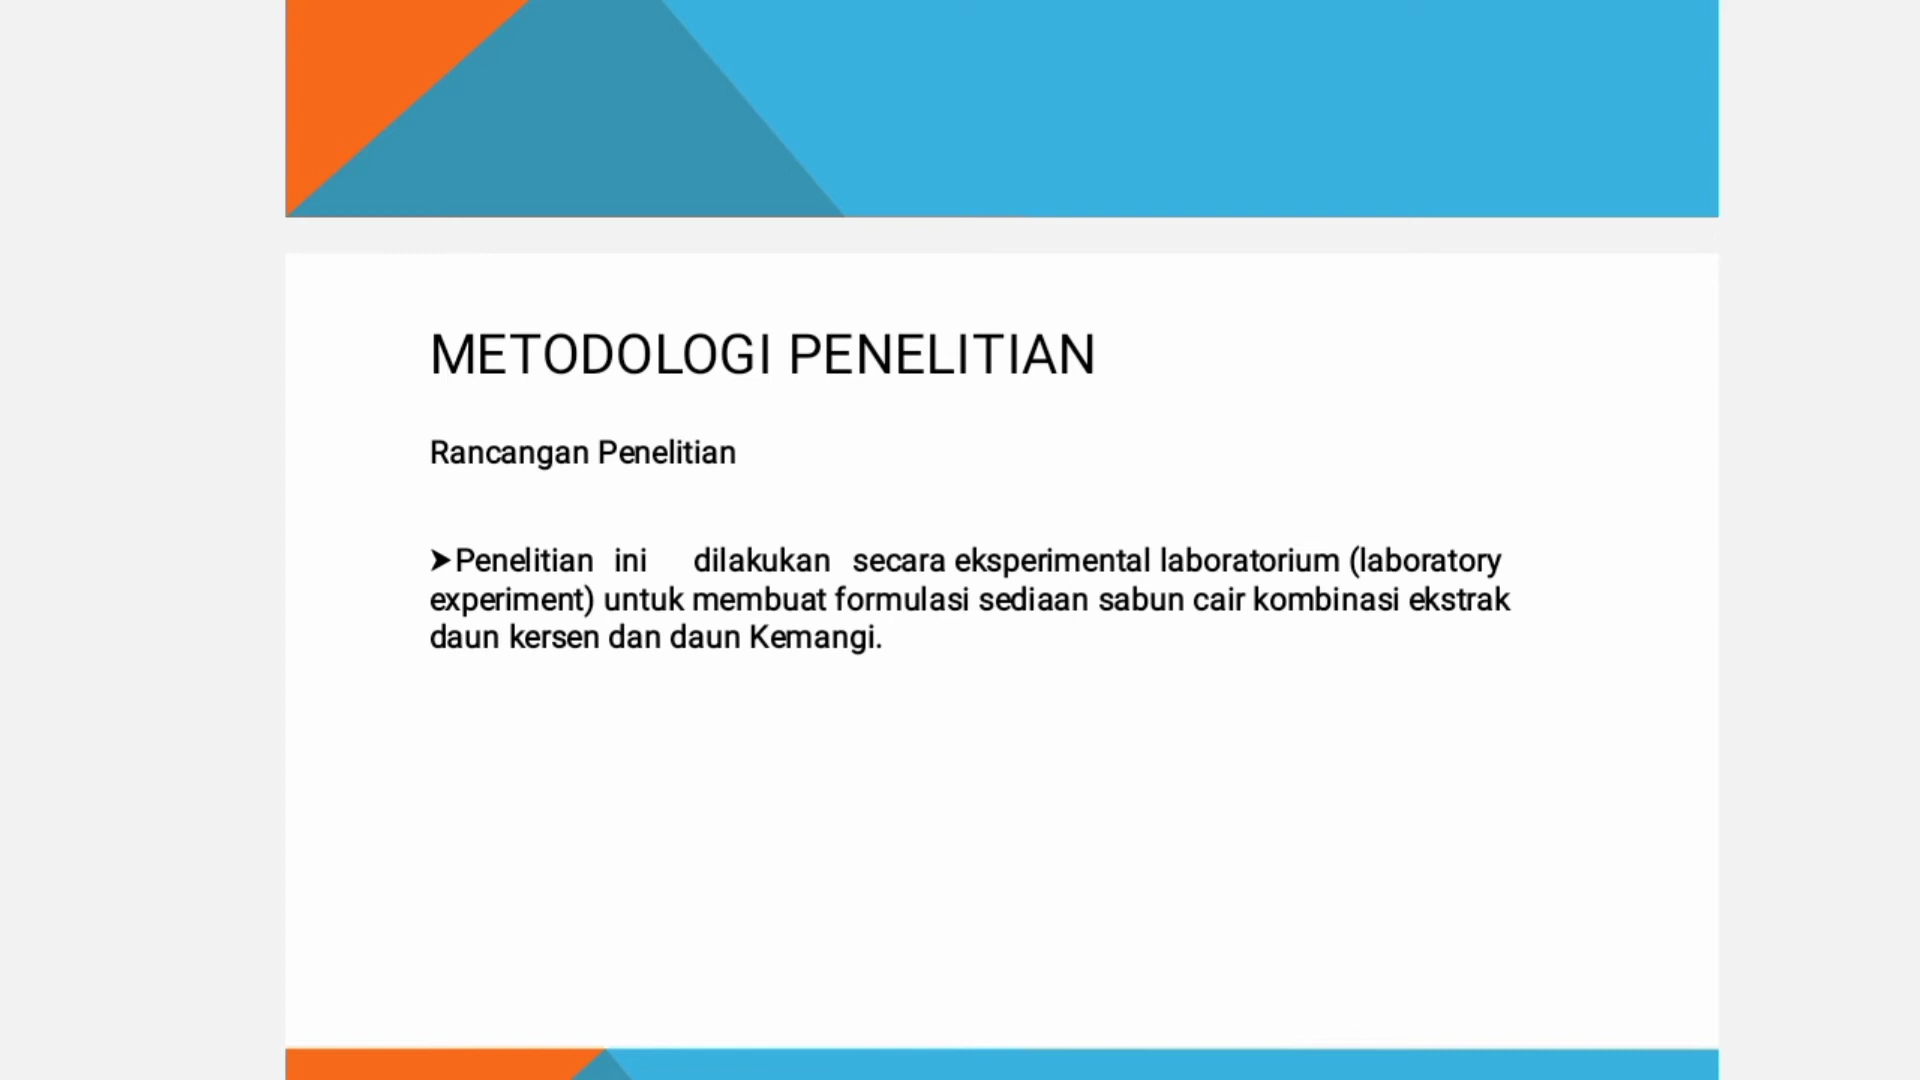 METODOLOGI PENELITIAN
Rancangan Penelitian
➤Penelitian ini dilakukan secara eksperimental laboratorium (laboratory
experiment) untuk membuat formulasi sediaan sabun cair kombinasi ekstrak
daun kersen dan daun Kemangi.